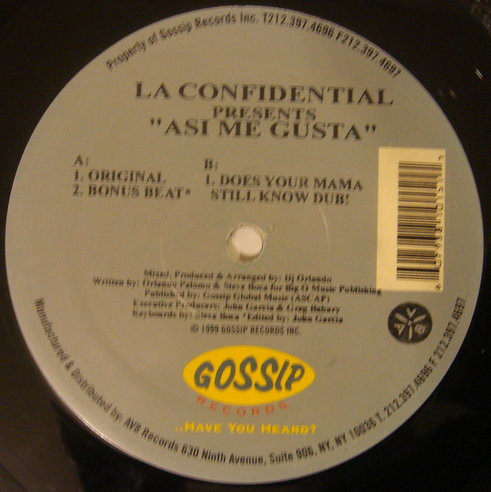 Property of Gossip Records Inc. T212.397.4696 F212.397.4697
LA CONFIDENTIAL
PRESENTS
"ASI ME GUSTA"
A:
1. ORIGINAL
2. BONUS BEAT*
B:
1. DOES YOUR MAMA
STILL KNOW DUB!
Mixed, Produced & Arranged by: Dj Orlando
Written by: Orlando Palomo & Steve Bora for Big O Music Publishing
Published by: Gossip Global Music (ASCAP)
Executive Producers: John Garcia & Greg Bahary
Keyboards by: Steve Bora *Edited by: John Garcia
© 1999 GOSSIP RECORDS INC.
GOSSIP
RECORDS
..HAVE YOU HEARD?
Manufactured & Distributed by: AV8 Records 630 Ninth Avenue, Suite 906, NY, NY 10036 T. 212.397.4696 F 212.397.4697